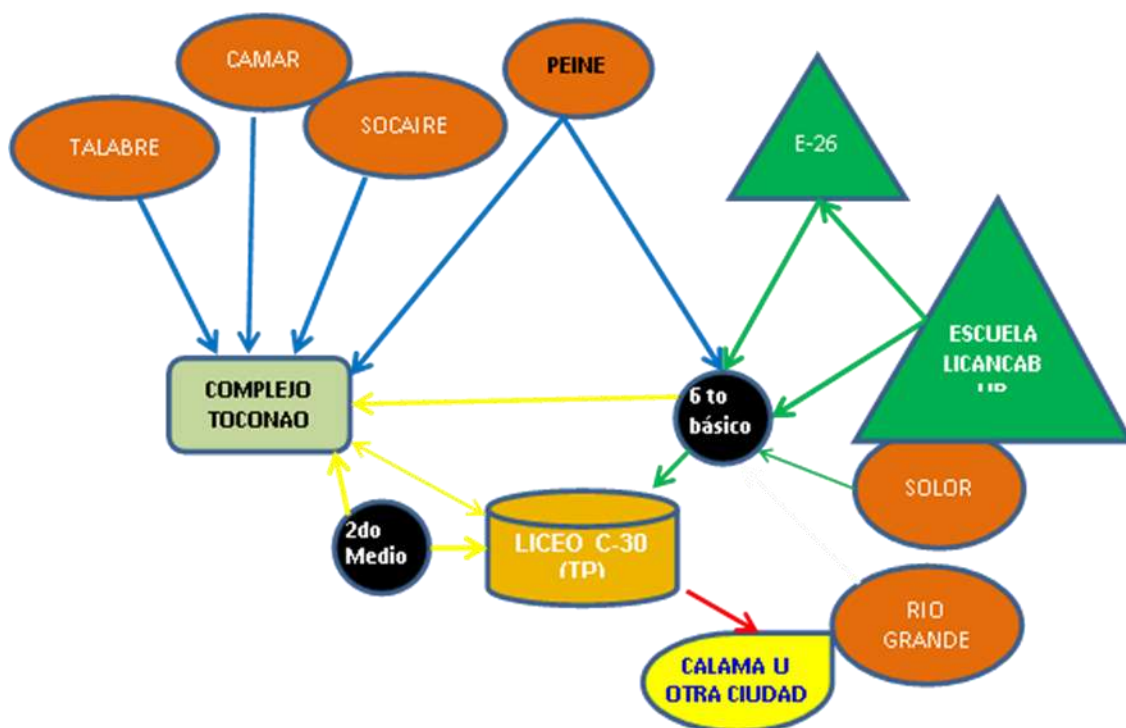 CAMAR
PEINE
SOCAIRE
TALABRE
E-26
ESCUELA
LICANCAB
COMPLEJO
TOCONAO
6 to
básico
SOLOR
2do
Medio
LICEO C-30
(TP)
RIO
GRANDE
CALAMA U
OTRA CIUDAD